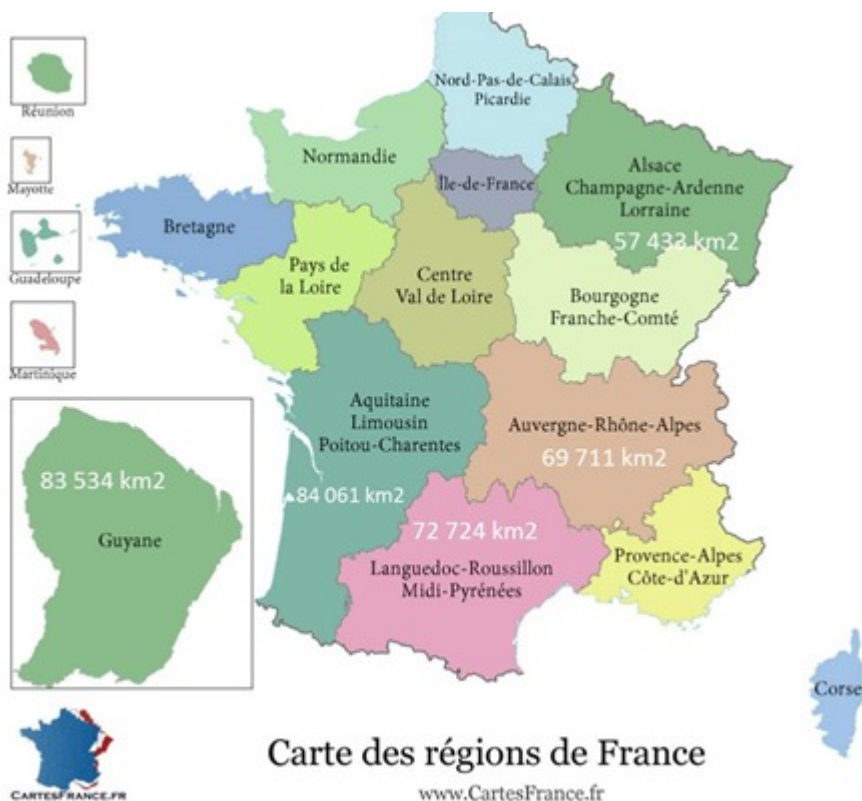 Réunion
Mayotte
Guadeloupe
Martinique
Nord-Pas-de-Calais
Picardie
Normandie
Île-de-France
Alsace
Champagne-Ardenne
Lorraine
57 433 km2
Bretagne
Pays de
la Loire
Centre
Val de Loire
Bourgogne
Franche-Comté
Aquitaine
Limousin
Poitou-Charentes
84 061 km2
Auvergne-Rhône-Alpes
69 711 km2
83 534 km2
Guyane
72 724 km2
Languedoc-Roussillon
Midi-Pyrénées
Provence-Alpes
Côte-d'Azur
Corse
CARTESFRANCE.FR
Carte des régions de France
www.CartesFrance.fr